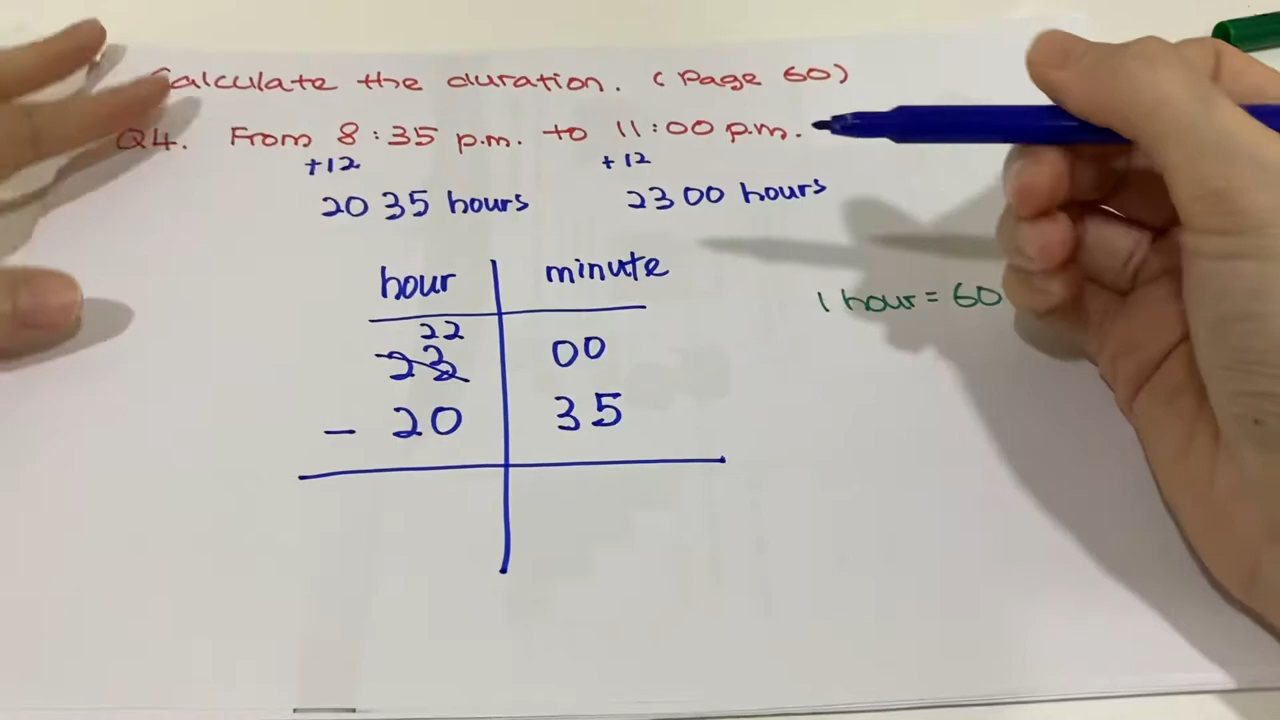 Calculate the duration. (Page 60)
Q4. From 8:35 p.m. to 11:00 p.m.
+12 +12
2035 hours 2300 hours
hour minute
22
23 00
- 20 35
1 hour = 60